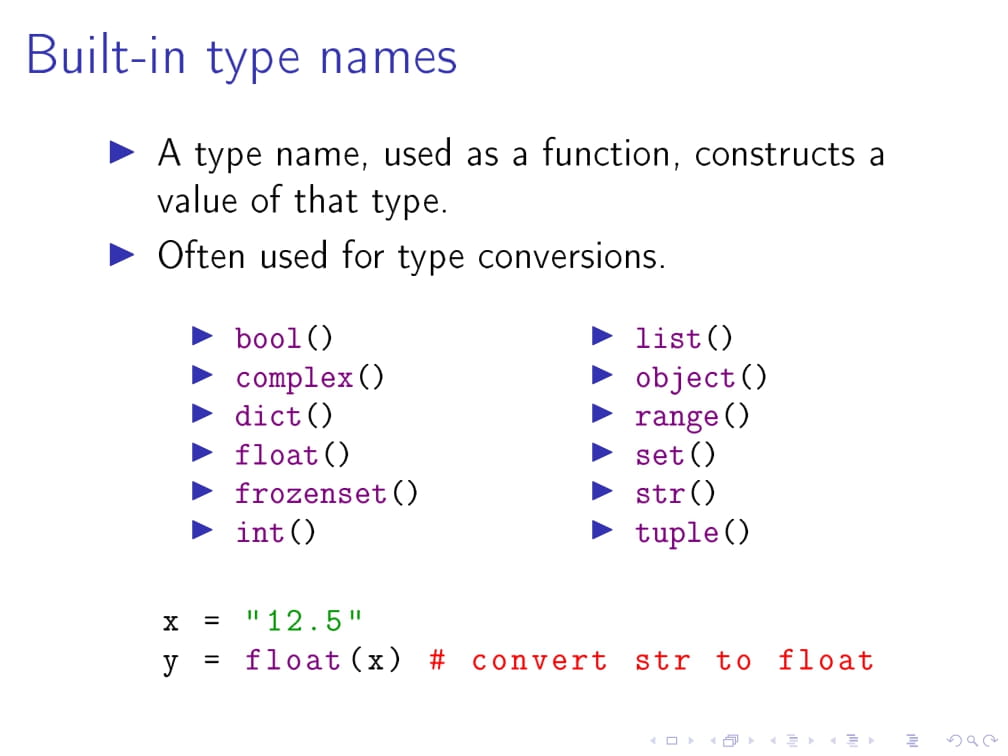 Built-in type names
A type name, used as a function, constructs a
value of that type.
Often used for type conversions.
bool()
complex()
dict()
float()
frozenset()
int()
list()
object()
range()
set()
str()
tuple()
x = "12.5"
y = float(x) # convert str to float